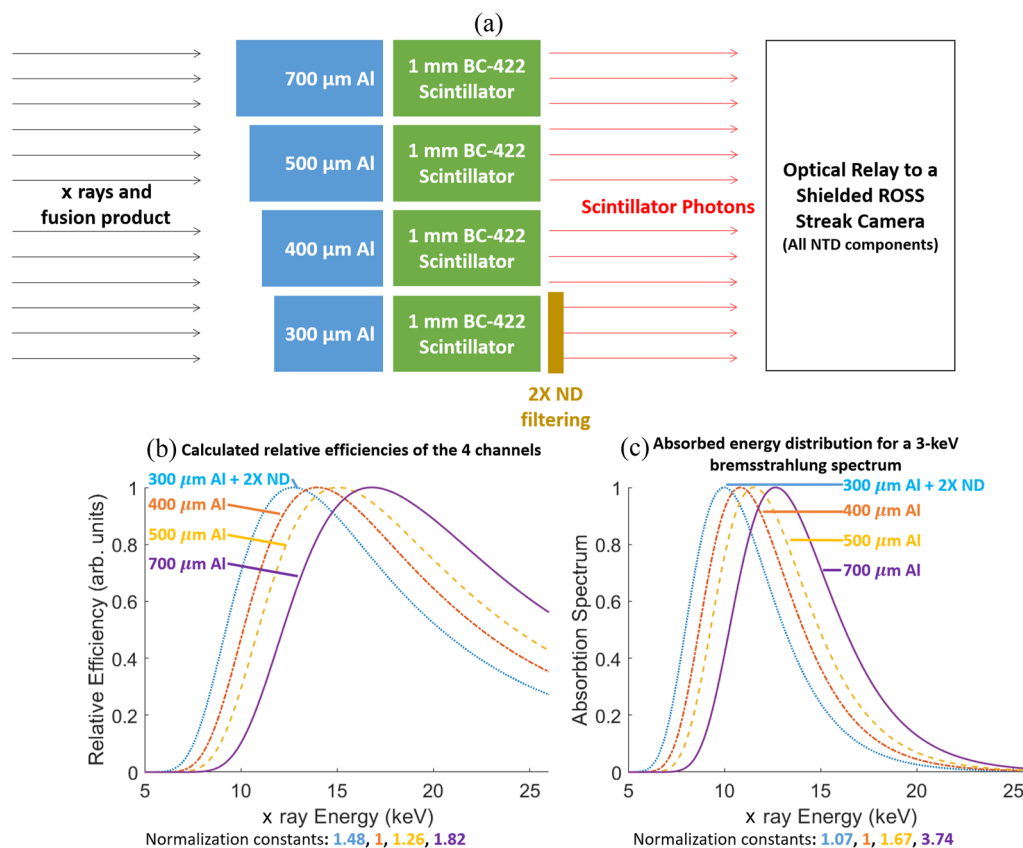 (a)
700 μm Al
1 mm BC-422
Scintillator
500 μm Al
1 mm BC-422
Scintillator
400 μm Al
1 mm BC-422
Scintillator
300 μm Al
1 mm BC-422
Scintillator
x rays and
fusion product
Scintillator Photons
Optical Relay to a
Shielded ROSS
Streak Camera
(All NTD components)
2X ND
filtering
(b)
Calculated relative efficiencies of the 4 channels
300 μm Al + 2X ND
400 μm Al
500 μm Al
700 μm Al
Relative Efficiency (arb. units)
1
0.8
0.6
0.4
0.2
0
5
10
15
20
25
x ray Energy (keV)
Normalization constants: 1.48, 1, 1.26, 1.82
(c)
Absorbed energy distribution for a 3-keV
bremsstrahlung spectrum
300 μm Al + 2X ND
400 μm Al
500 μm Al
700 μm Al
Absorbtion Spectrum
1
0.8
0.6
0.4
0.2
0
5
10
15
20
25
x ray Energy (keV)
Normalization constants: 1.07, 1, 1.67, 3.74